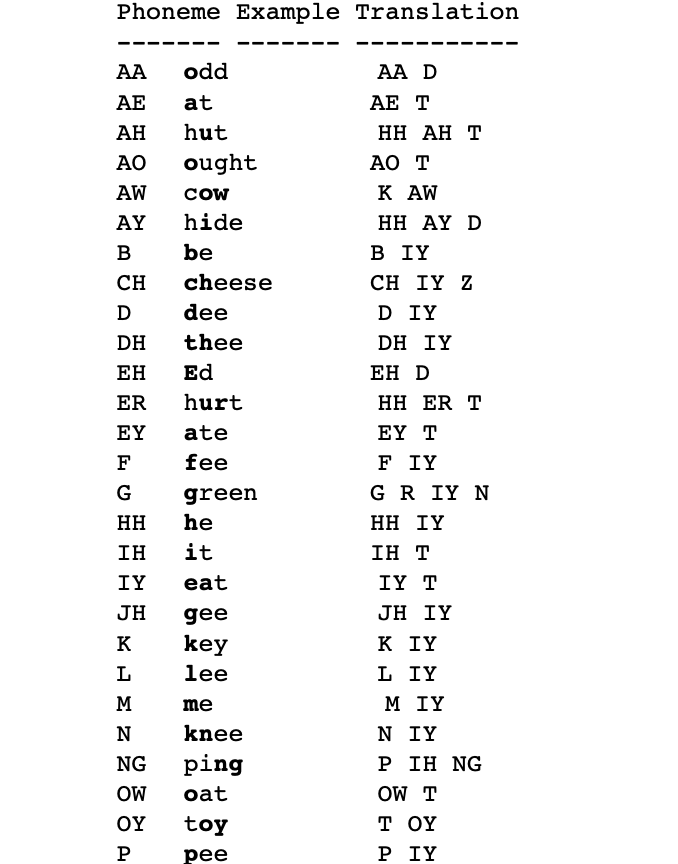 Phoneme Example Translation
------- ------- -----------
AA odd AA D
AE at AE T
AH hut HH AH T
AO ought AO T
AW cow K AW
AY hide HH AY D
B be B IY
CH cheese CH IY Z
D dee D IY
DH thee DH IY
EH Ed EH D
ER hurt HH ER T
EY ate EY T
F fee F IY
G green G R IY N
HH he HH IY
IH it IH T
IY eat IY T
JH gee JH IY
K key K IY
L lee L IY
M me M IY
N knee N IY
NG ping P IH NG
OW oat OW T
OY toy T OY
P pee P IY